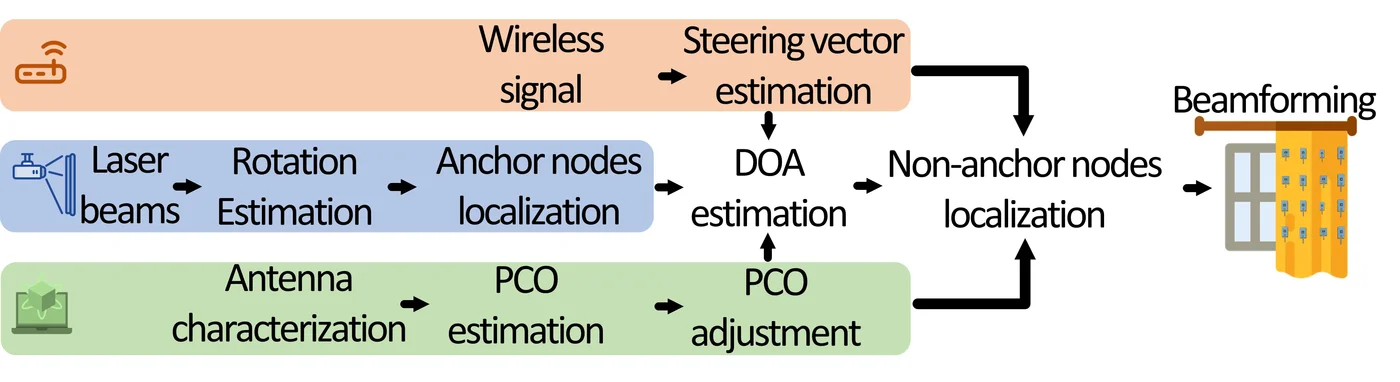 Wireless
signal
Steering vector
estimation
Beamforming
Laser
beams
Rotation
Estimation
Anchor nodes
localization
DOA
estimation
Non-anchor nodes
localization
Antenna
characterization
PCO
estimation
PCO
adjustment